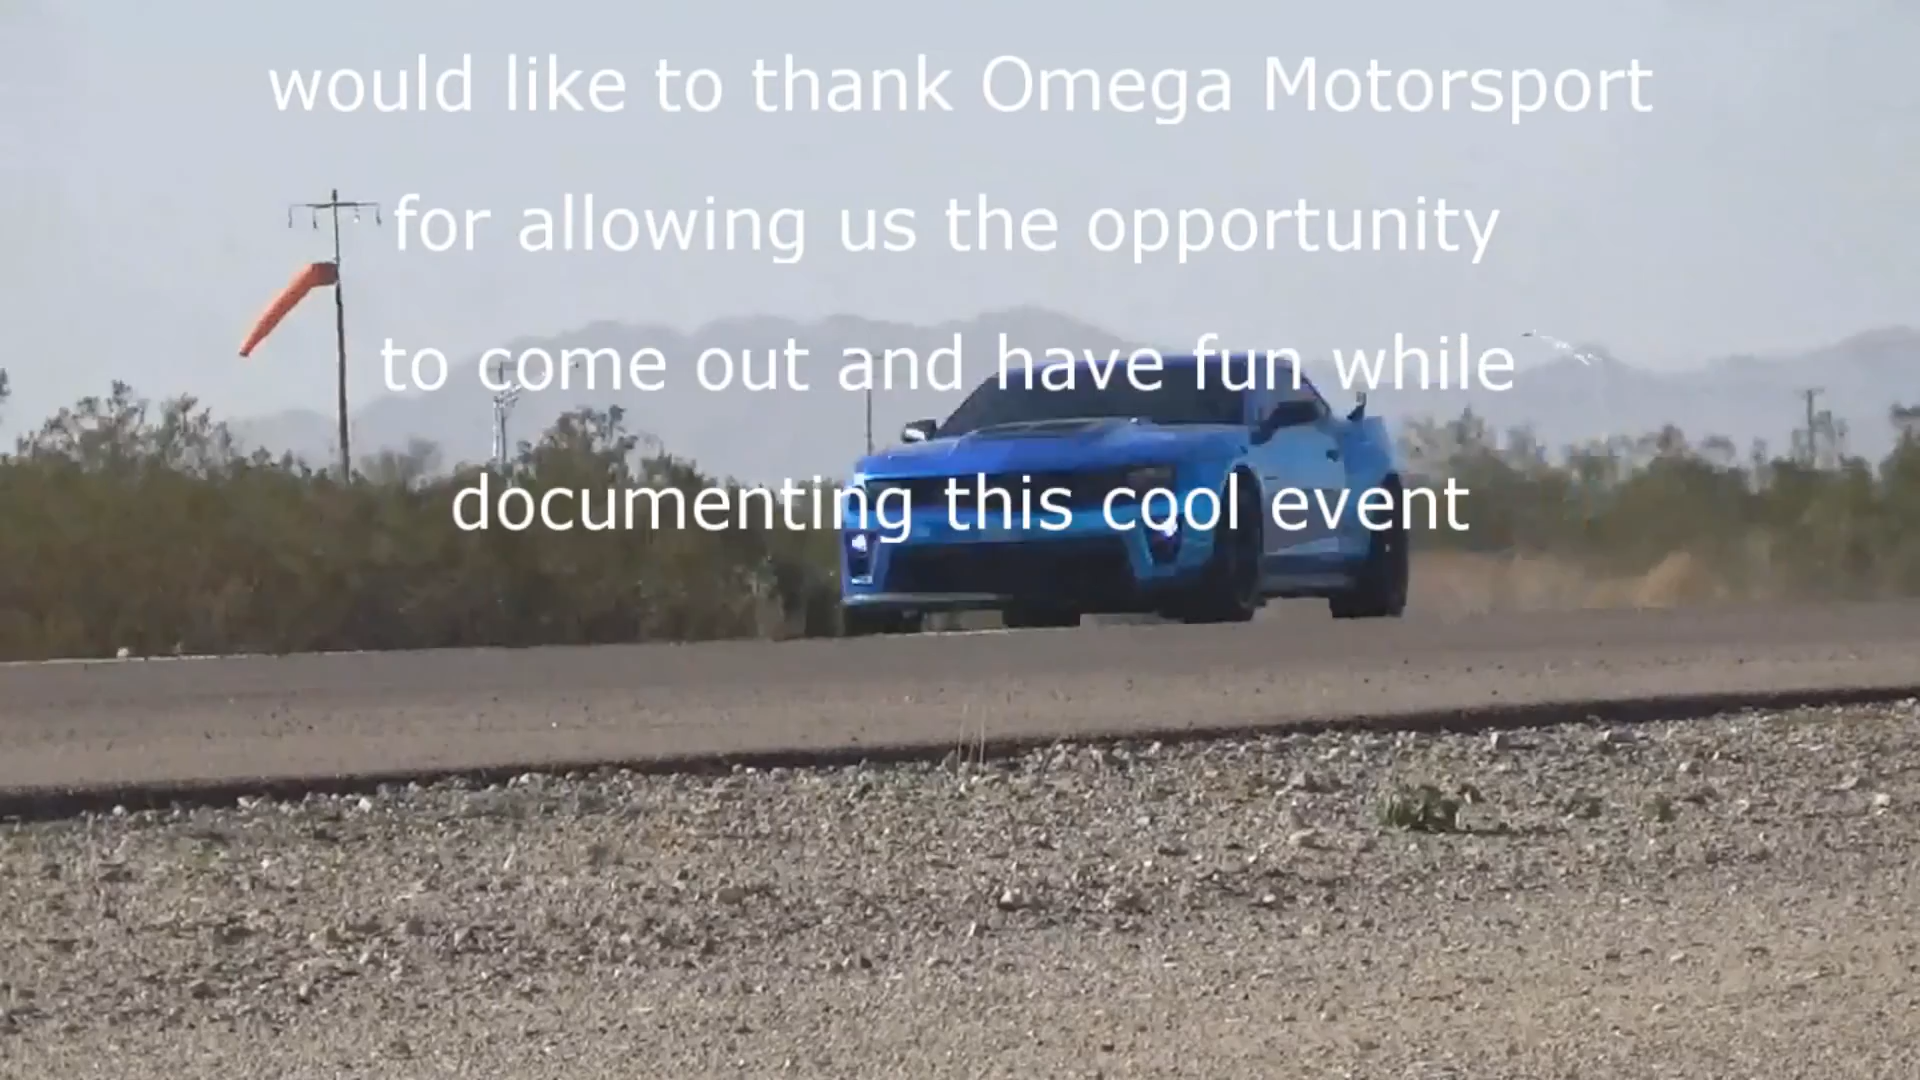 would like to thank Omega Motorsport
for allowing us the opportunity
to come out and have fun while
documenting this cool event